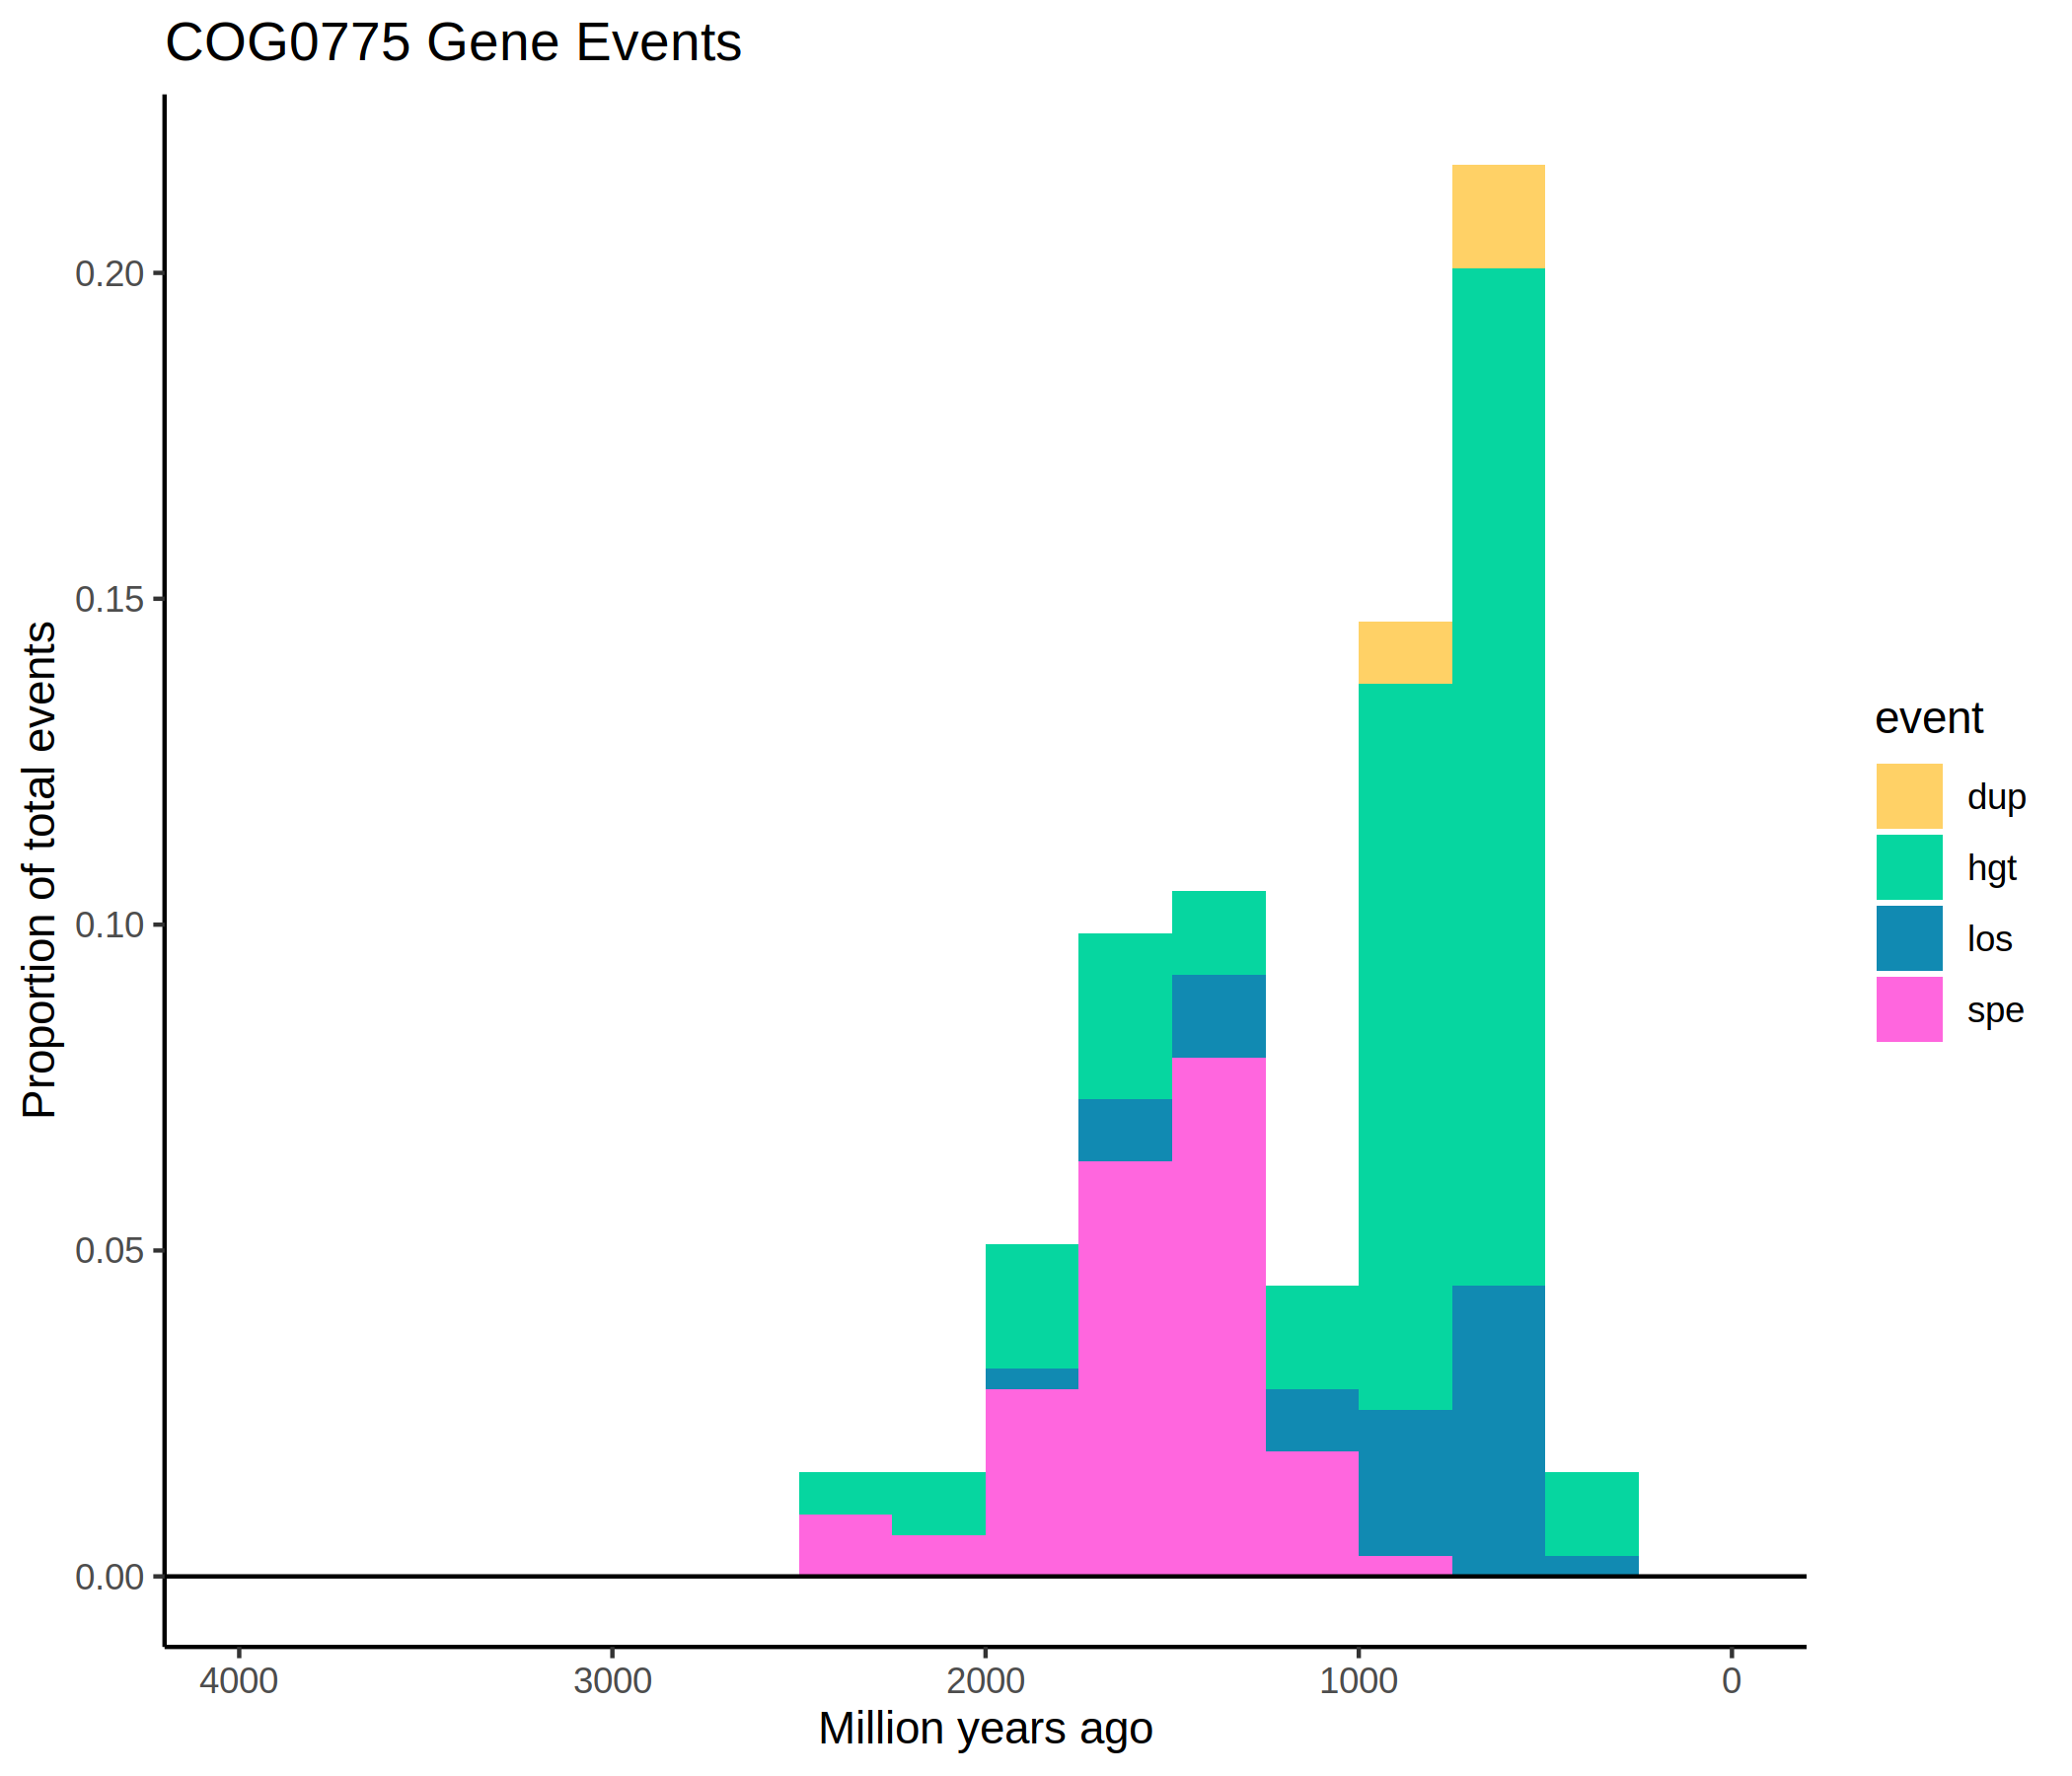 COG0775 Gene Events
Proportion of total events
0.20
0.15
0.10
0.05
0.00
4000 3000 2000 1000 0
Million years ago
event
dup
hgt
los
spe